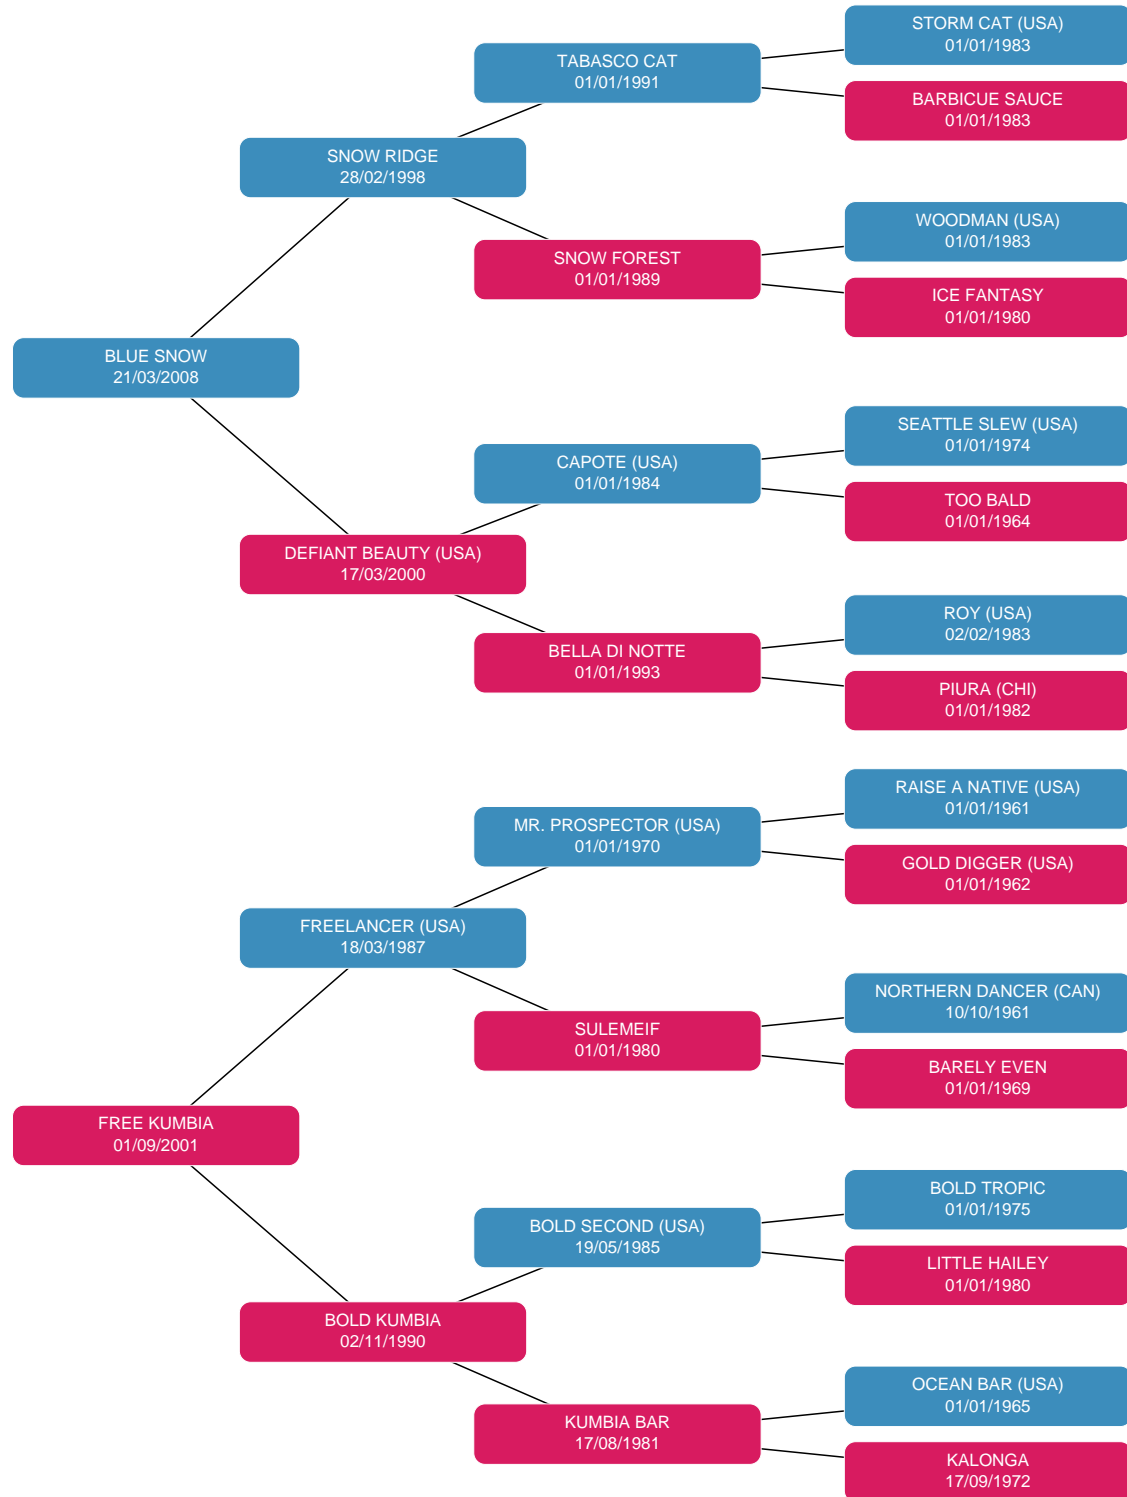 STORM CAT (USA)
01/01/1983
TABASCO CAT
01/01/1991
BARBICUE SAUCE
01/01/1983
SNOW RIDGE
28/02/1998
WOODMAN (USA)
01/01/1983
SNOW FOREST
01/01/1989
ICE FANTASY
01/01/1980
BLUE SNOW
21/03/2008
SEATTLE SLEW (USA)
01/01/1974
CAPOTE (USA)
01/01/1984
TOO BALD
01/01/1964
DEFIANT BEAUTY (USA)
17/03/2000
ROY (USA)
02/02/1983
BELLA DI NOTTE
01/01/1993
PIURA (CHI)
01/01/1982
RAISE A NATIVE (USA)
01/01/1961
MR. PROSPECTOR (USA)
01/01/1970
GOLD DIGGER (USA)
01/01/1962
FREELANCER (USA)
18/03/1987
NORTHERN DANCER (CAN)
10/10/1961
SULEMEIF
01/01/1980
BARELY EVEN
01/01/1969
FREE KUMBIA
01/09/2001
BOLD TROPIC
01/01/1975
BOLD SECOND (USA)
19/05/1985
LITTLE HAILEY
01/01/1980
BOLD KUMBIA
02/11/1990
OCEAN BAR (USA)
01/01/1965
KUMBIA BAR
17/08/1981
KALONGA
17/09/1972